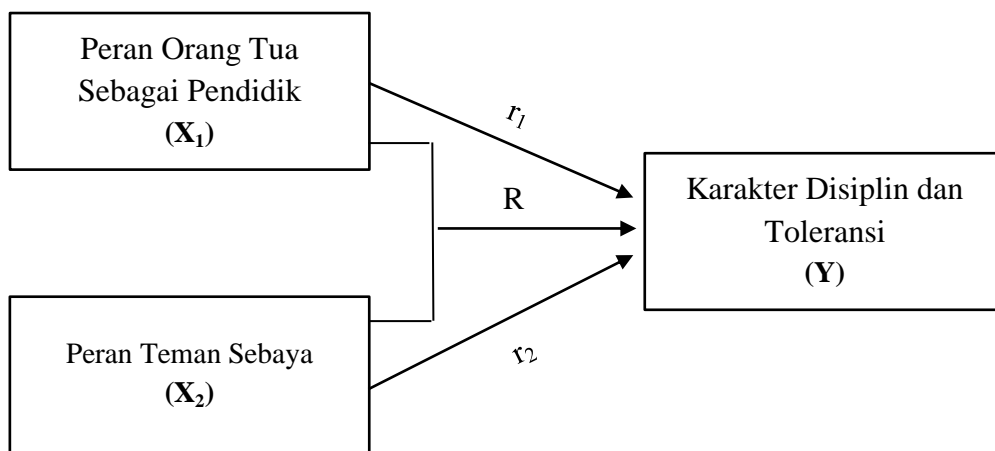 Peran Orang Tua
Sebagai Pendidik
(X₁)
r₁
R
Karakter Disiplin dan
Toleransi
(Y)
Peran Teman Sebaya
(X₂)
r₂